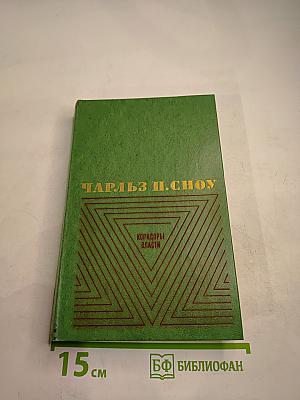 ЧАРЛЬЗ П. СНОУ
КОРИДОРЫ
ВЛАСТИ
15 см
БФ БИБЛИОФАН